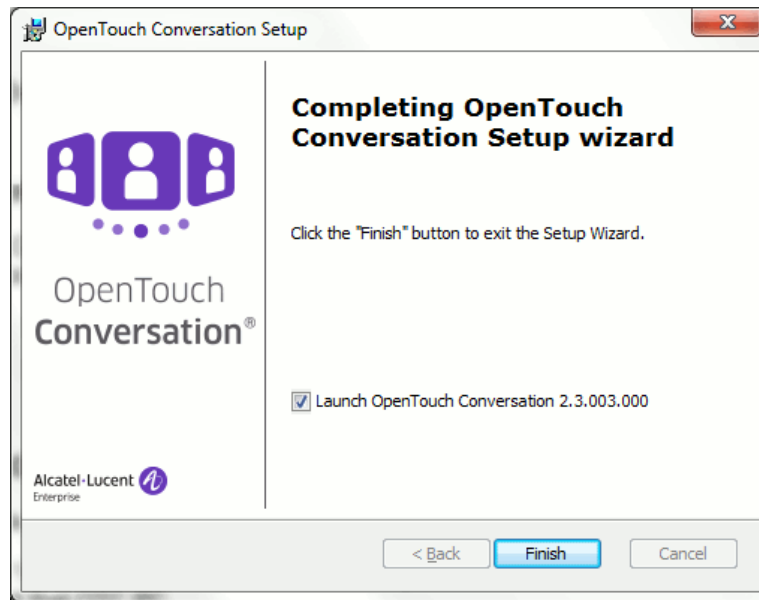 OpenTouch Conversation Setup
Completing OpenTouch
Conversation Setup wizard
Click the "Finish" button to exit the Setup Wizard.
OpenTouch
Conversation®
Launch OpenTouch Conversation 2.3.003.000
Alcatel·Lucent
Enterprise
< Back
Finish
Cancel